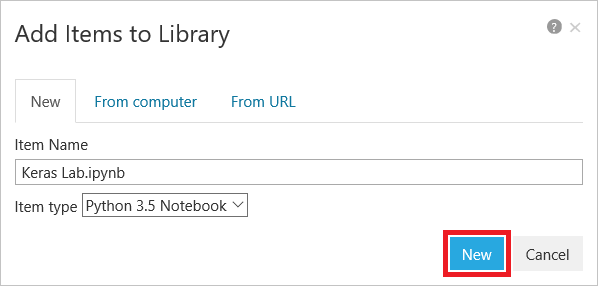 Add Items to Library
New From computer From URL
Item Name
Keras Lab.ipynb
Item type Python 3.5 Notebook
New Cancel